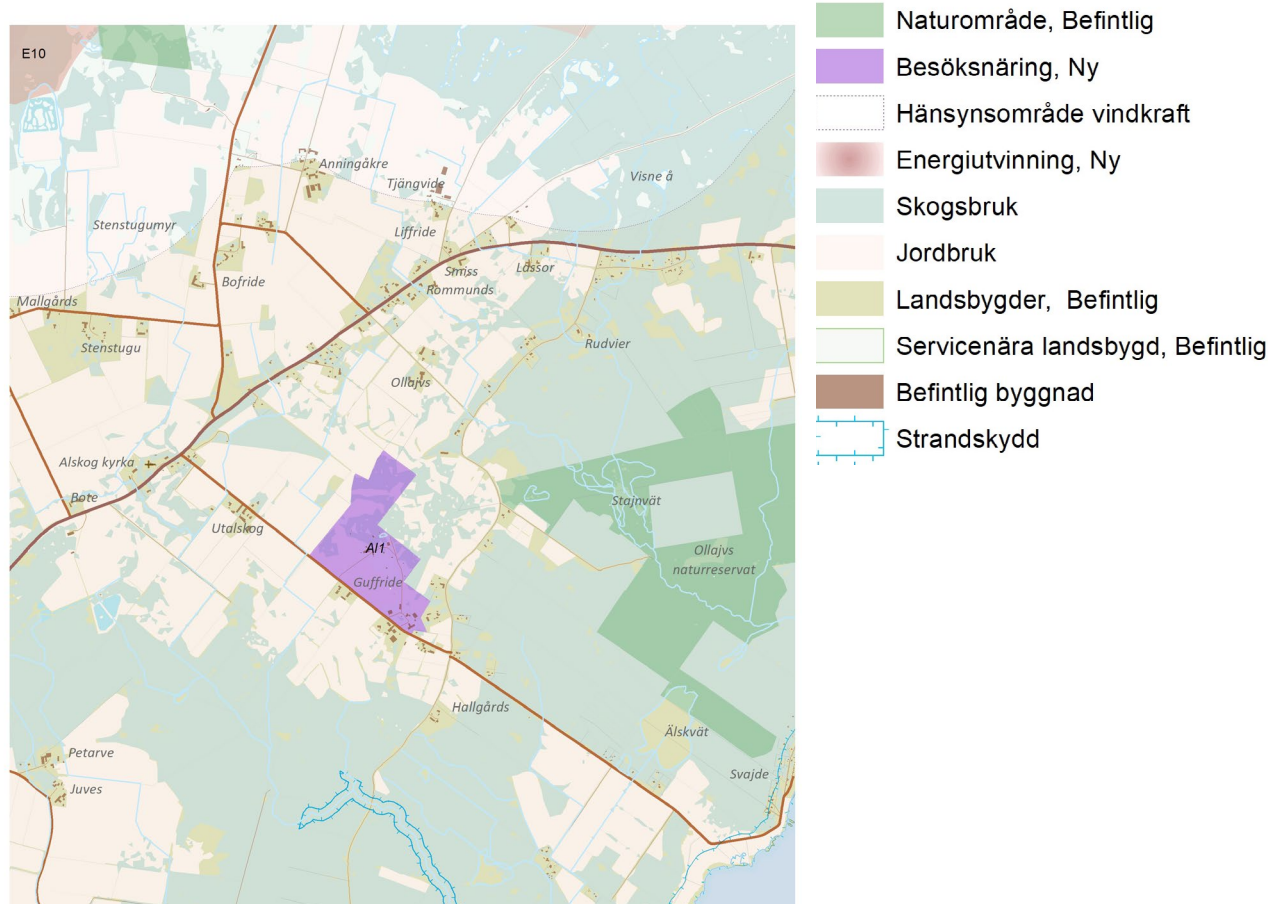 E10
Anningåkre
Tjängvide
Visne å
Stenstugumyr
Liffride
Smiss
Lassor
Rommunds
Bofride
Mallgårds
Stenstugu
Rudvier
Ollajvs
Alskog kyrka
Bote
Utalskog
Stajnvät
Al1
Ollajvs
naturreservat
Guffride
Hallgårds
Älskvät
Petarve
Juves
Svajde
Naturområde, Befintlig
Besöksnäring, Ny
Hänsynsområde vindkraft
Energiutvinning, Ny
Skogsbruk
Jordbruk
Landsbygder, Befintlig
Servicenära landsbygd, Befintlig
Befintlig byggnad
Strandskydd